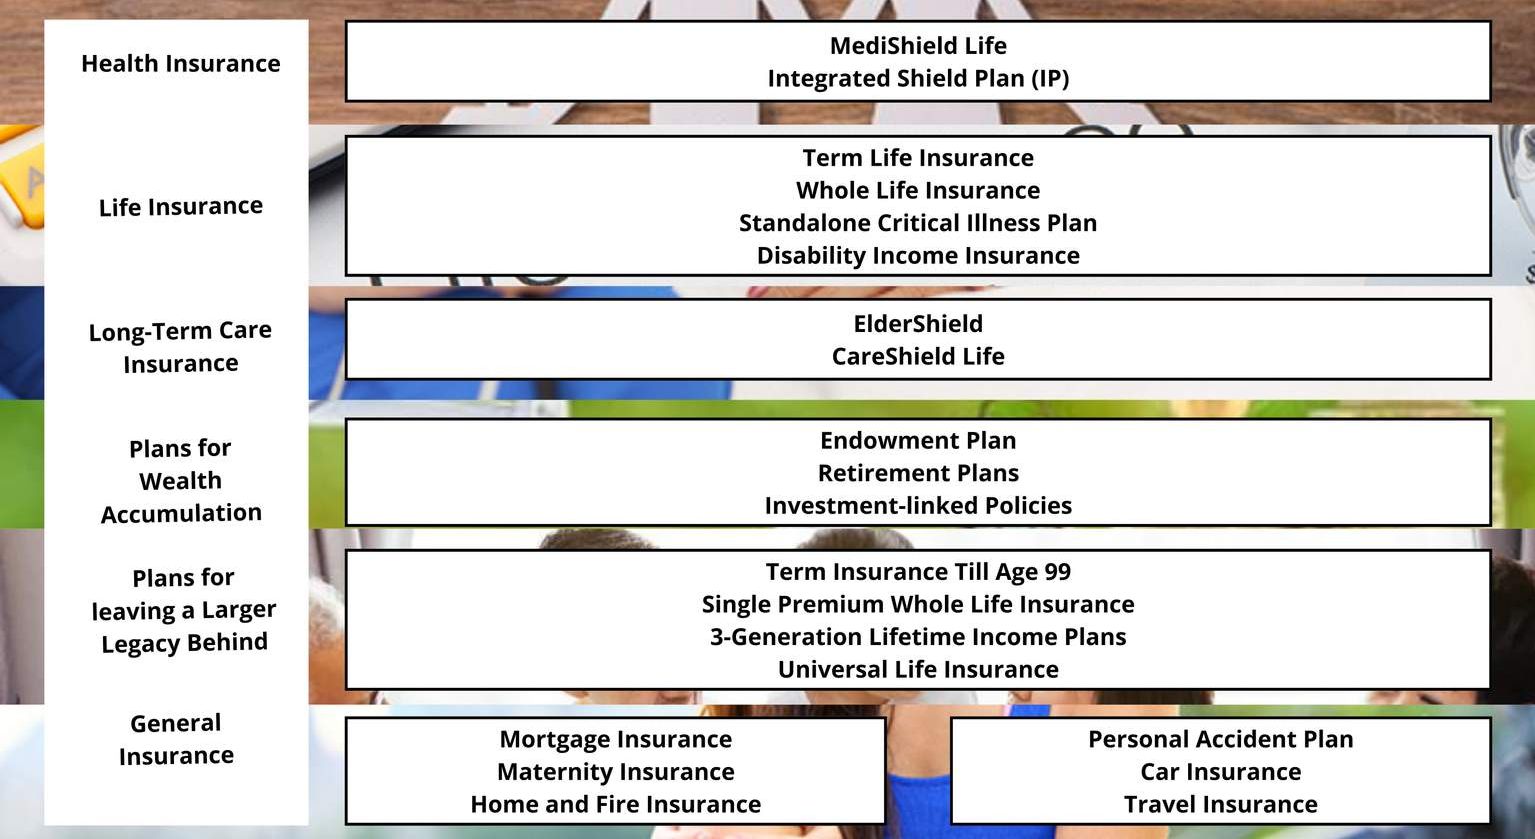 Health Insurance
MediShield Life
Integrated Shield Plan (IP)
Life Insurance
Term Life Insurance
Whole Life Insurance
Standalone Critical Illness Plan
Disability Income Insurance
Long-Term Care
Insurance
ElderShield
CareShield Life
Plans for
Wealth
Accumulation
Endowment Plan
Retirement Plans
Investment-linked Policies
Plans for
leaving a Larger
Legacy Behind
Term Insurance Till Age 99
Single Premium Whole Life Insurance
3-Generation Lifetime Income Plans
Universal Life Insurance
General
Insurance
Mortgage Insurance
Maternity Insurance
Home and Fire Insurance
Personal Accident Plan
Car Insurance
Travel Insurance